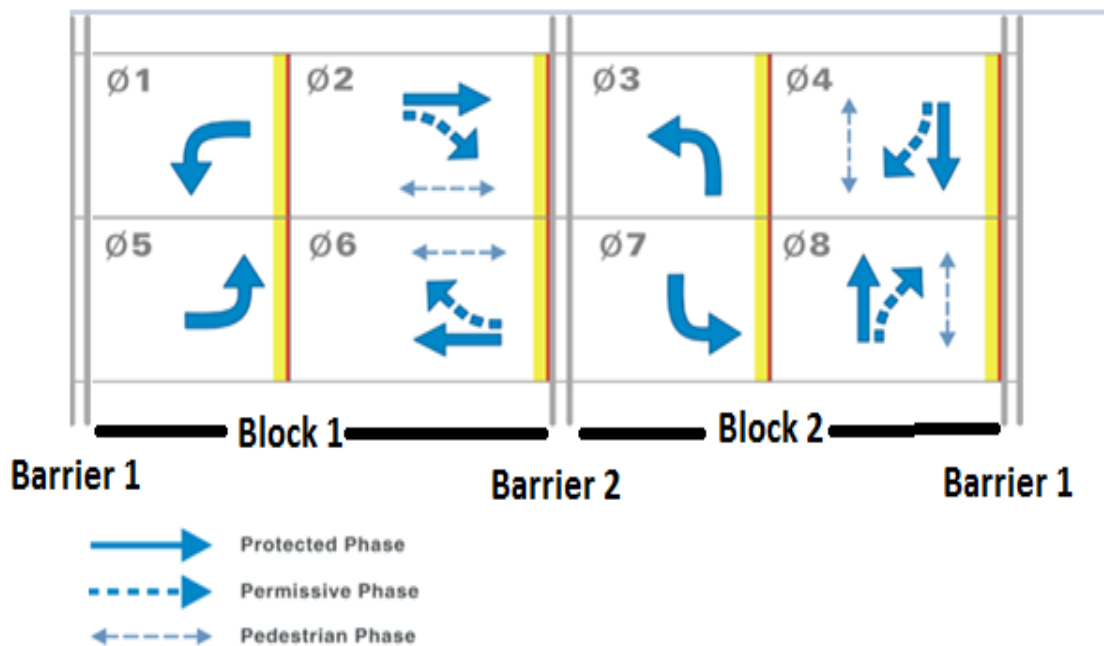 Ø1 Ø2 Ø3 Ø4
Ø5 Ø6 Ø7 Ø8
Block 1 Block 2
Barrier 1 Barrier 2 Barrier 1
Protected Phase
Permissive Phase
Pedestrian Phase